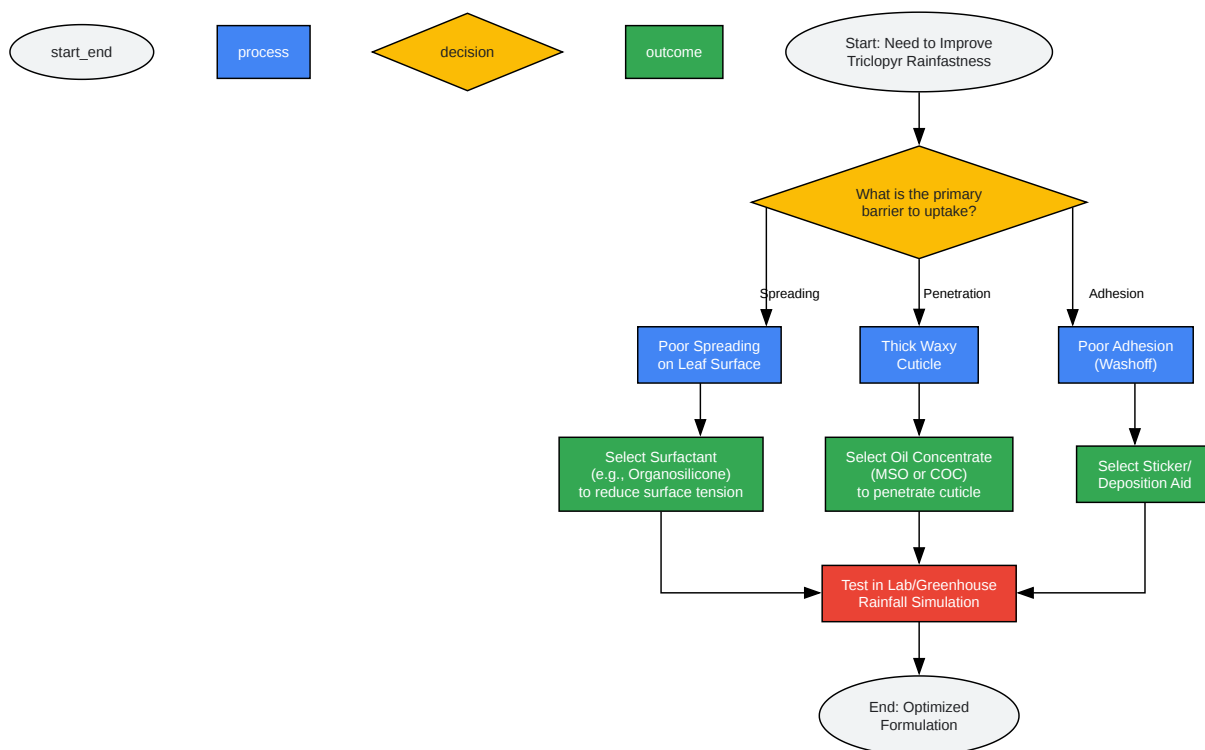 start_end
process
decision
outcome
Start: Need to Improve
Triclopyr Rainfastness
What is the primary
barrier to uptake?
Spreading
Penetration
Adhesion
Poor Spreading
on Leaf Surface
Thick Waxy
Cuticle
Poor Adhesion
(Washoff)
Select Surfactant
(e.g., Organosilicone)
to reduce surface tension
Select Oil Concentrate
(MSO or COC)
to penetrate cuticle
Select Sticker/
Deposition Aid
Test in Lab/Greenhouse
Rainfall Simulation
End: Optimized
Formulation